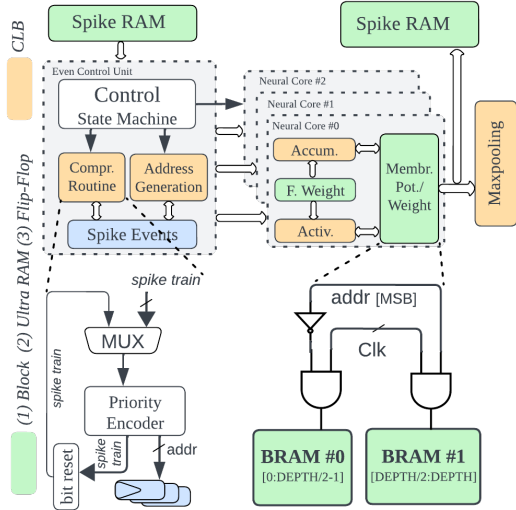 CLB
(1) Block (2) Ultra RAM (3) Flip-Flop
Spike RAM
Spike RAM
Even Control Unit
Control
State Machine
Compr.
Routine
Address
Generation
Spike Events
Neural Core #2
Neural Core #1
Neural Core #0
Accum.
F. Weight
Activ.
Membr.
Pot./
Weight
Maxpooling
spike train
MUX
spike train
Priority
Encoder
spike
train
addr
bit reset
addr [MSB]
Clk
BRAM #0
[0:DEPTH/2-1]
BRAM #1
[DEPTH/2:DEPTH]